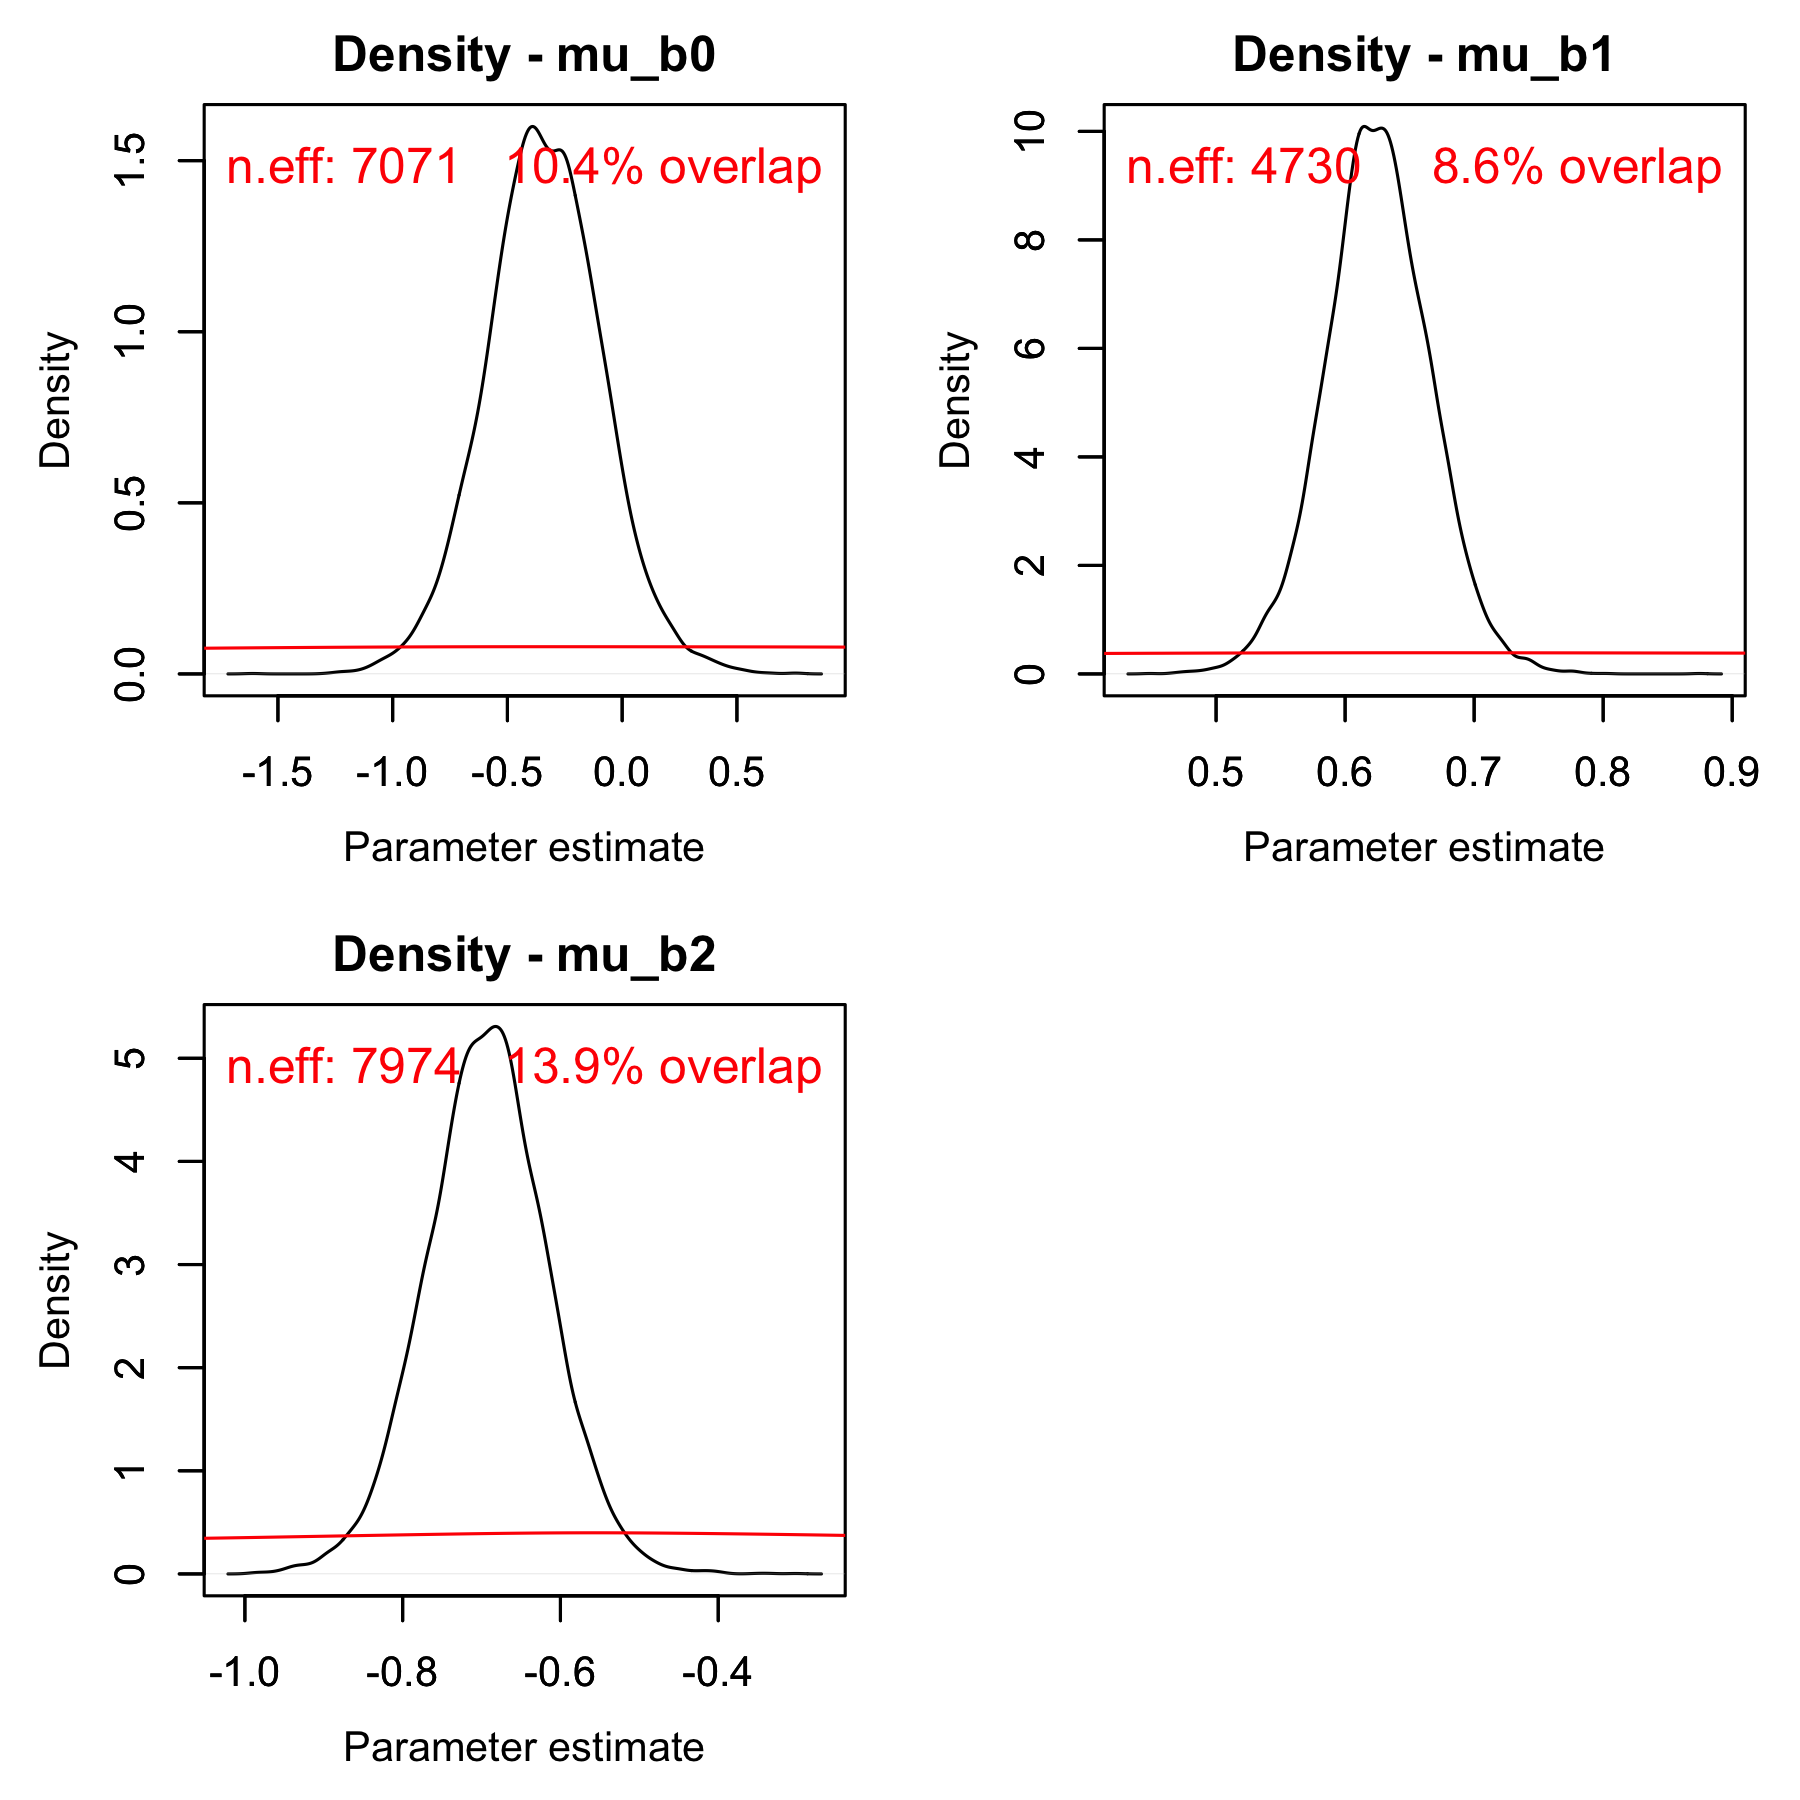 Density - mu_b0
n.eff: 7071 10.4% overlap
Density
0.0 0.5 1.0 1.5
-1.5 -1.0 -0.5 0.0 0.5
Parameter estimate
Density - mu_b1
n.eff: 4730 8.6% overlap
Density
0 2 4 6 8 10
0.5 0.6 0.7 0.8 0.9
Parameter estimate
Density - mu_b2
n.eff: 7974 13.9% overlap
Density
0 1 2 3 4 5
-1.0 -0.8 -0.6 -0.4
Parameter estimate